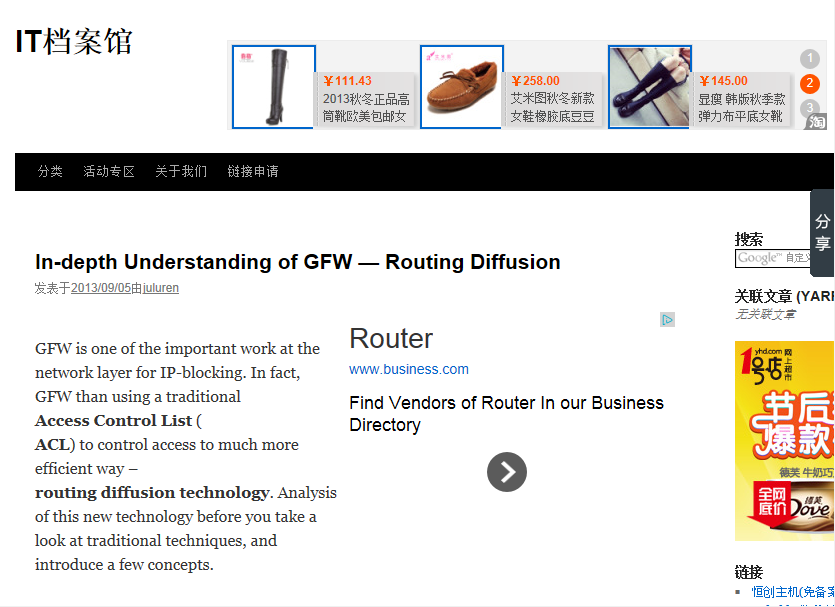 IT档案馆
¥111.43
2013秋冬正品高
筒靴欧美包邮女
¥258.00
艾米图秋冬新款
女鞋橡胶底豆豆
¥145.00
显瘦 韩版秋季款
弹力布平底女靴
1
2
3
淘
分类 活动专区 关于我们 链接申请
分
享
In-depth Understanding of GFW — Routing Diffusion
发表于2013/09/05由juluren
GFW is one of the important work at the
network layer for IP-blocking. In fact,
GFW than using a traditional
Access Control List (
ACL) to control access to much more
efficient way –
routing diffusion technology. Analysis
of this new technology before you take a
look at traditional techniques, and
introduce a few concepts.
Router
www.business.com
Find Vendors of Router In our Business
Directory
搜索
Google™ 自定
关联文章 (YARP
无关联文章
1号店
yhd.com 网上超市
节后
爆款
德芙 牛奶巧
全网
底价
德芙
Dove
链接
恒创主机(免备案